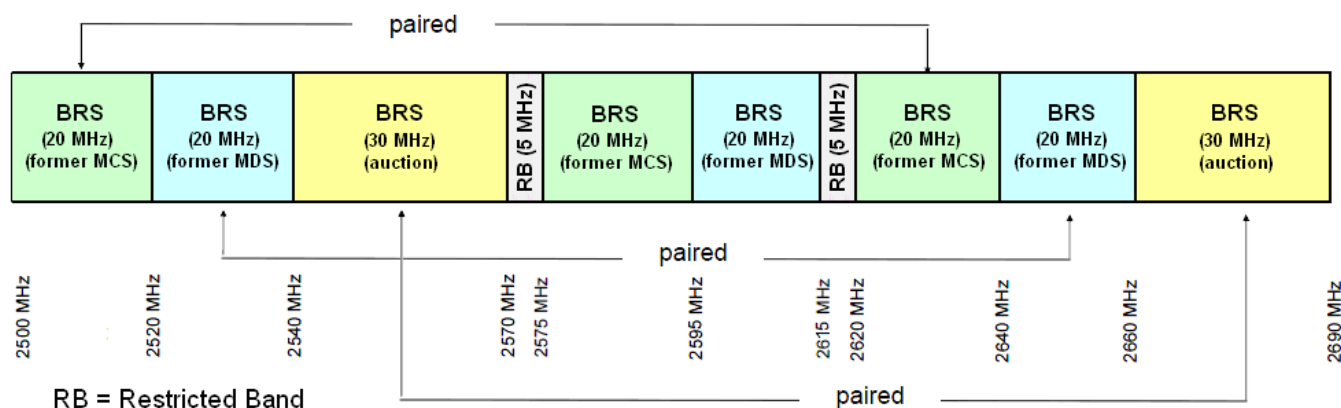 paired
BRS
(20 MHz)
(former MCS)
BRS
(20 MHz)
(former MDS)
BRS
(30 MHz)
(auction)
RB (5 MHz)
BRS
(20 MHz)
(former MCS)
BRS
(20 MHz)
(former MDS)
RB (5 MHz)
BRS
(20 MHz)
(former MCS)
BRS
(20 MHz)
(former MDS)
BRS
(30 MHz)
(auction)
paired
2500 MHz
2520 MHz
2540 MHz
2570 MHz
2575 MHz
2595 MHz
2615 MHz
2620 MHz
2640 MHz
2660 MHz
2690 MHz
RB = Restricted Band
paired